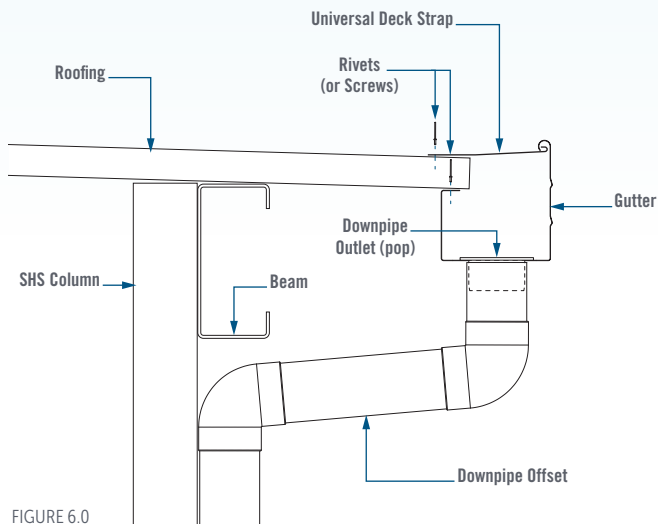 Universal Deck Strap
Roofing
Rivets
(or Screws)
Gutter
Downpipe
Outlet (pop)
SHS Column
Beam
Downpipe Offset
FIGURE 6.0